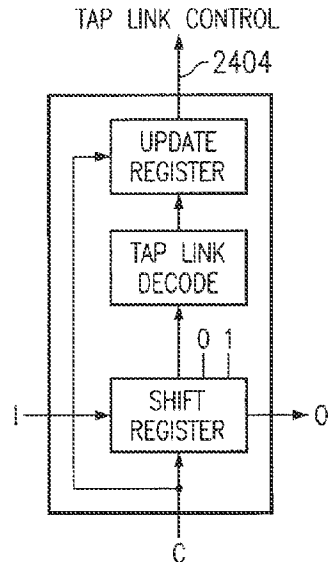 TAP LINK CONTROL
2404
UPDATE
REGISTER
TAP LINK
DECODE
0 1
I
SHIFT
REGISTER
O
C